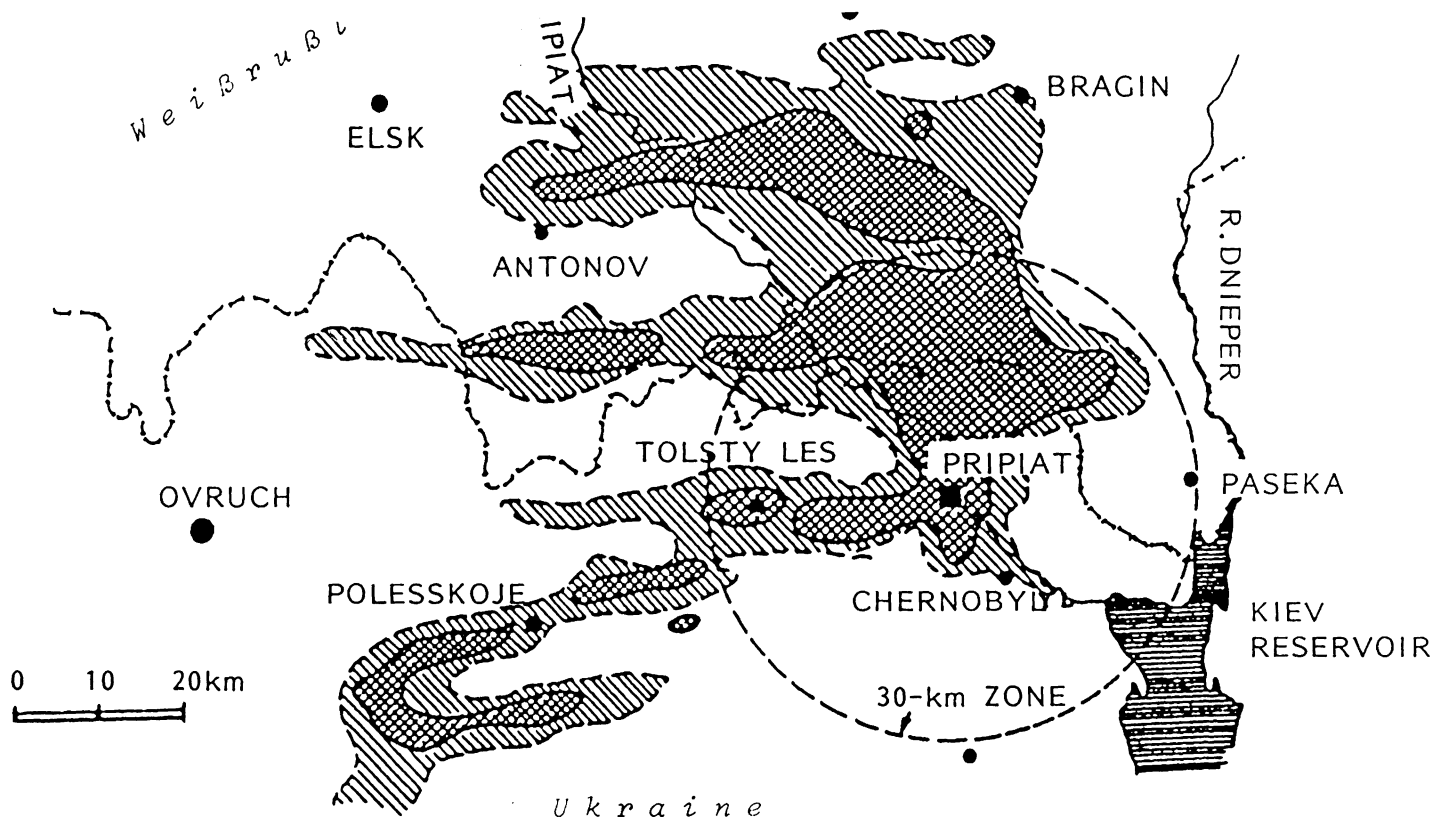 Weißrußl
IPIAT
BRAGIN
ELSK
R.DNIEPER
ANTONOV
TOLSTY LES
PRIPIAT
PASEKA
OVRUCH
POLESSKOJE
CHERNOBYL
KIEV
RESERVOIR
0 10 20km
30-km ZONE
Ukraine